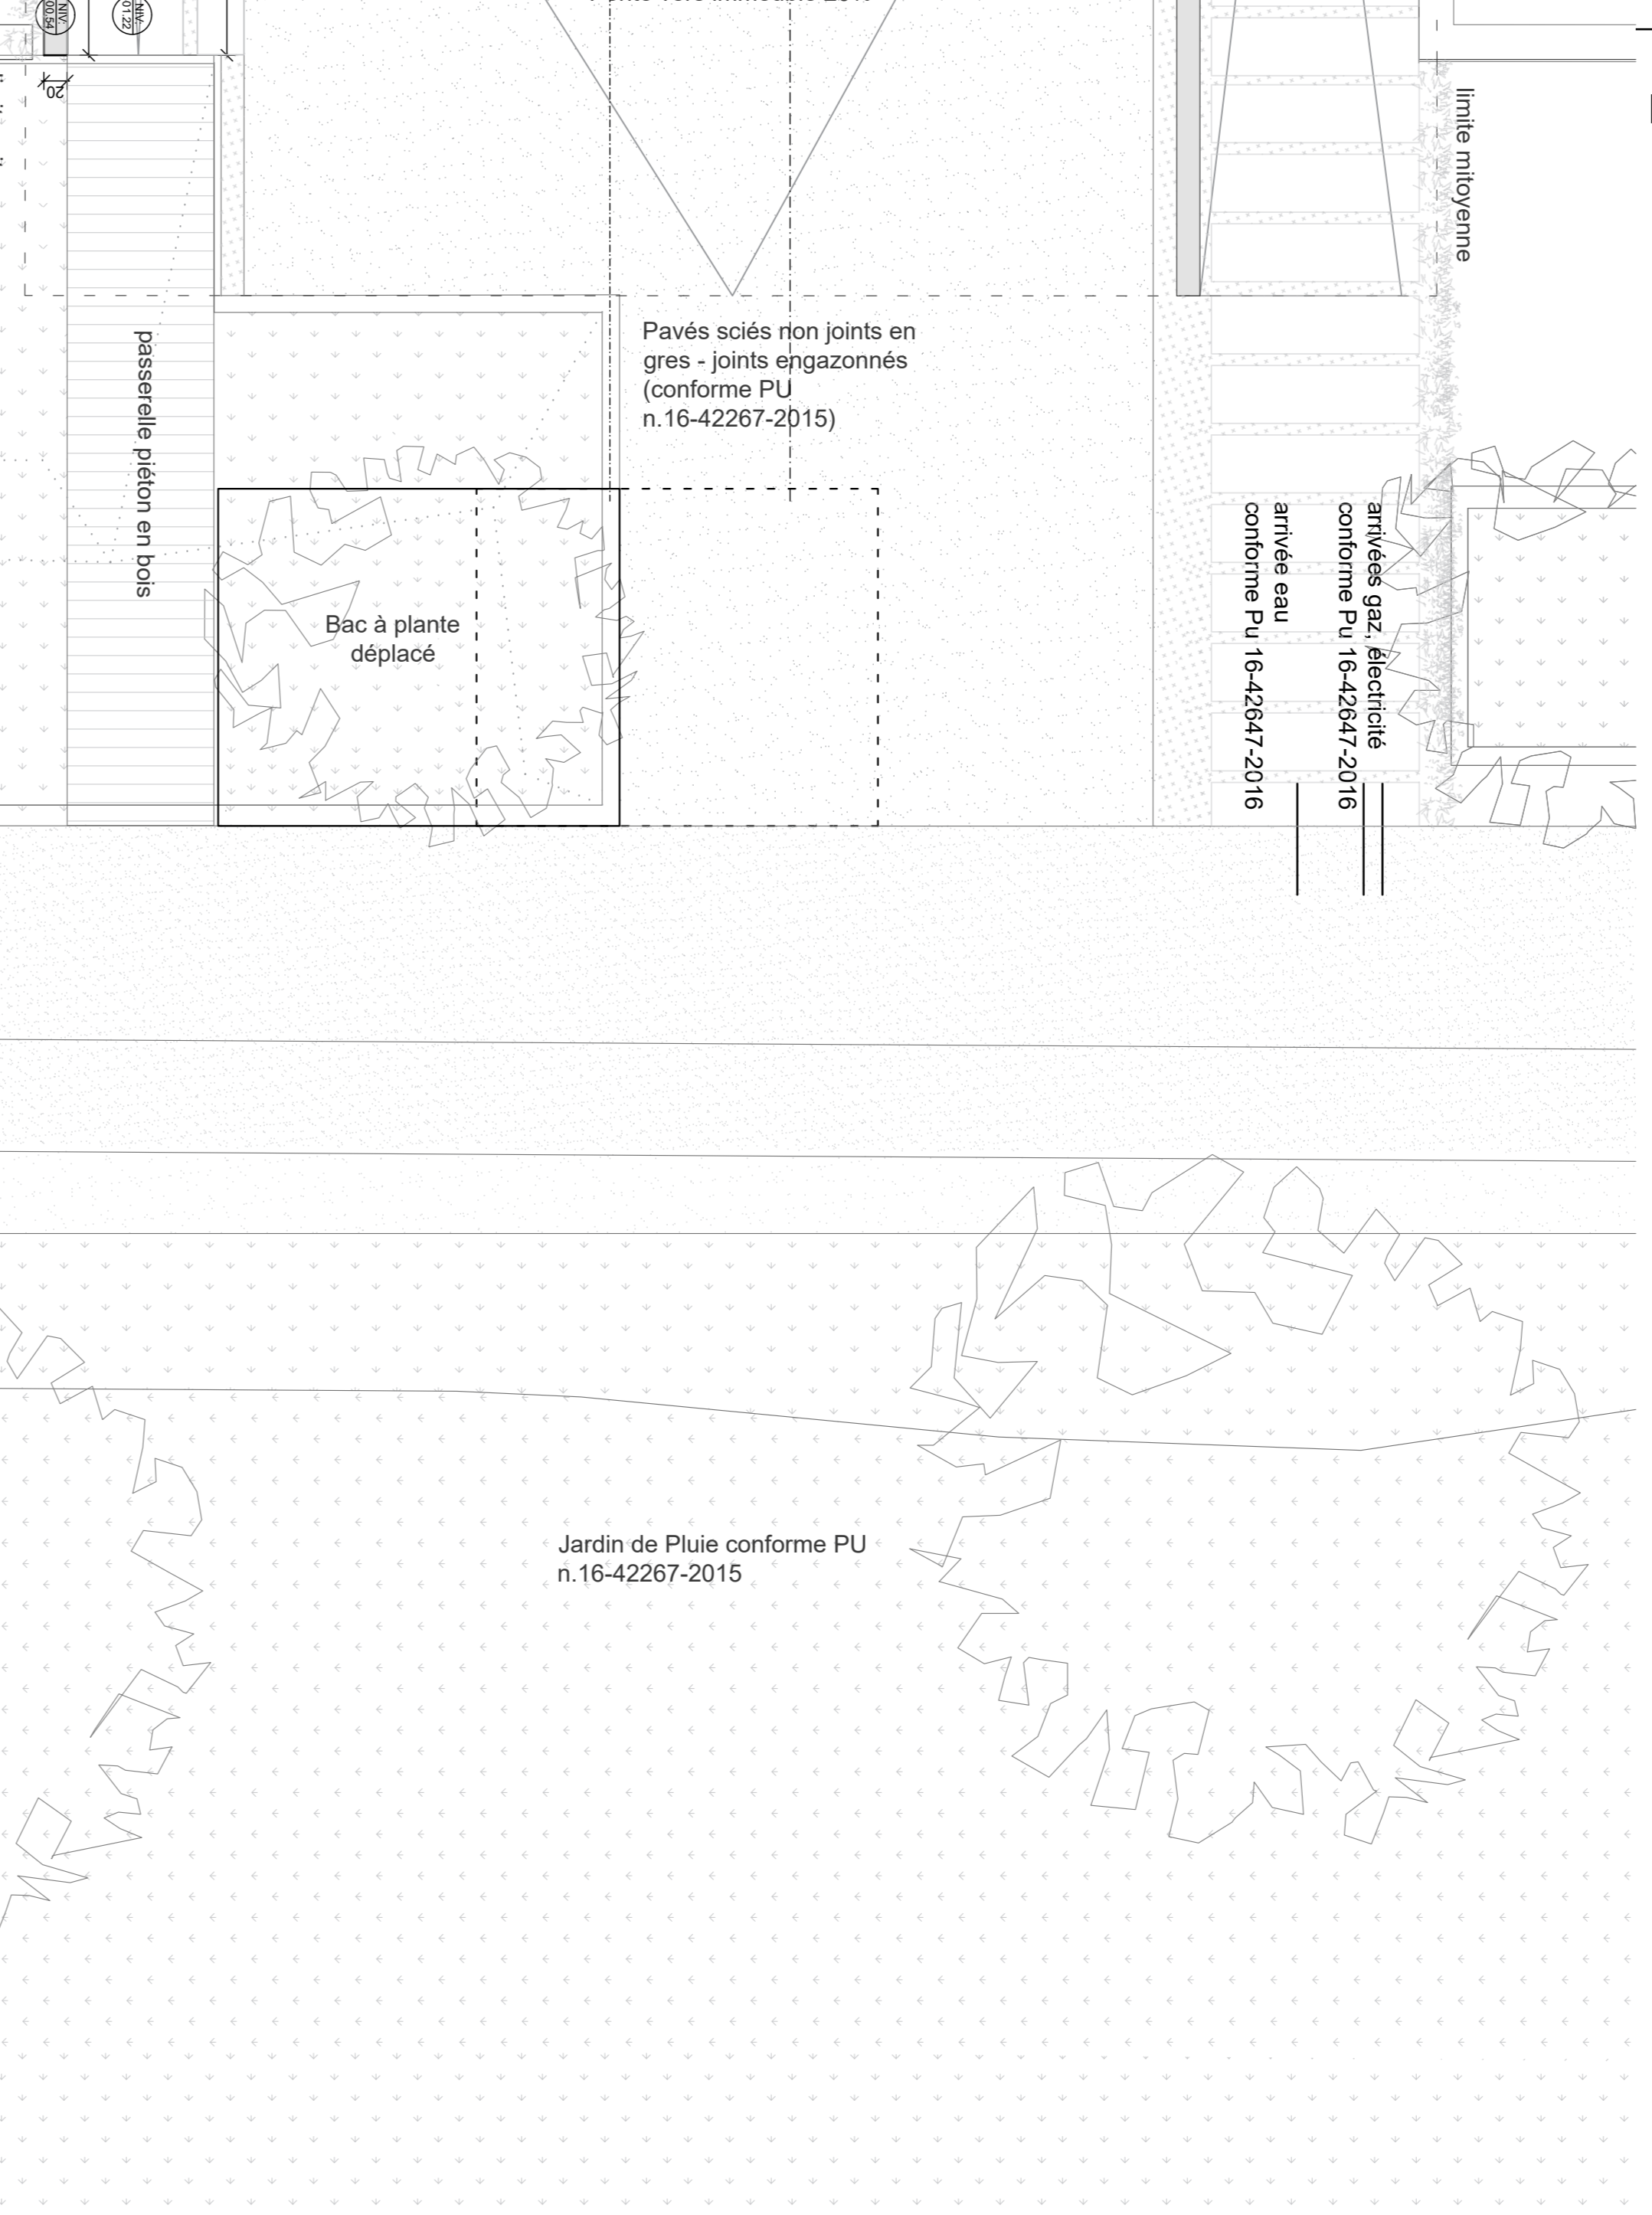 NIV:
00.54
NIV:
01.22
20
limite mitoyenne
Pavés sciés non joints en
gres - joints engazonnés
(conforme PU
n.16-42267-2015)
passerelle piéton en bois
Bac à plante
déplacé
arrivées gaz, électricité
conforme Pu 16-42647-2016
arrivée eau
conforme Pu 16-42647-2016
Jardin de Pluie conforme PU
n.16-42267-2015